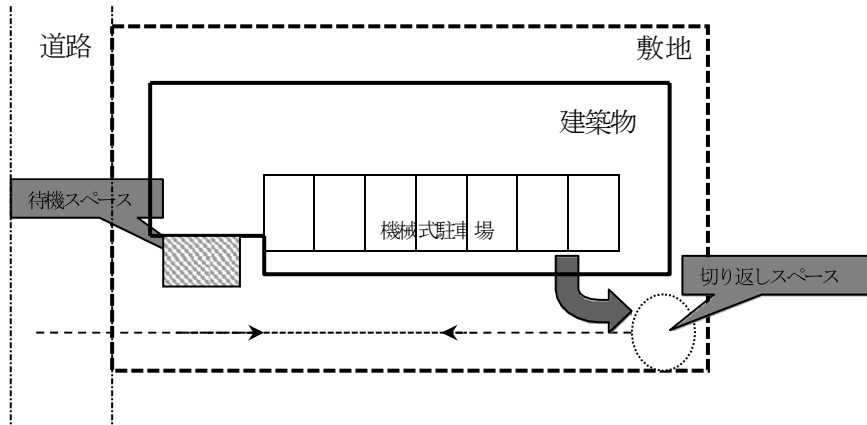 道路
敷地
建築物
待機スペース
機械式駐車場
切り返しスペース